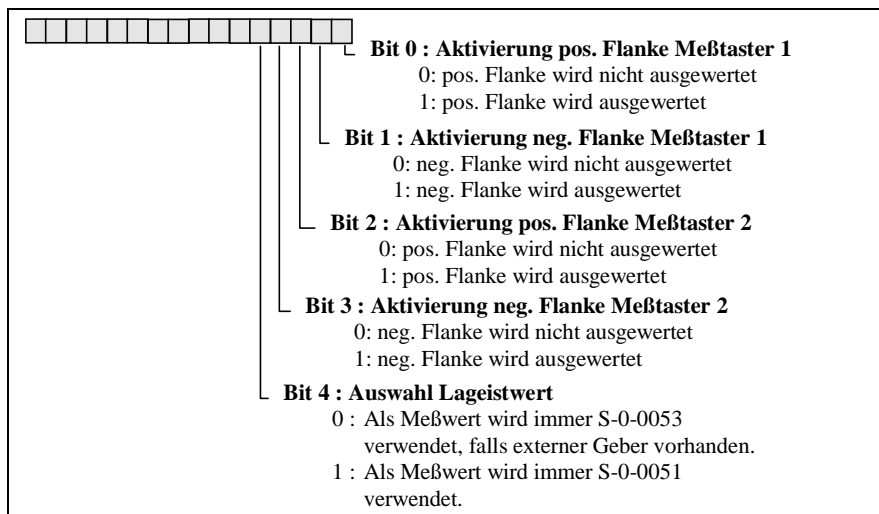 Bit 0 : Aktivierung pos. Flanke Meßtaster 1
0: pos. Flanke wird nicht ausgewertet
1: pos. Flanke wird ausgewertet
Bit 1 : Aktivierung neg. Flanke Meßtaster 1
0: neg. Flanke wird nicht ausgewertet
1: neg. Flanke wird ausgewertet
Bit 2 : Aktivierung pos. Flanke Meßtaster 2
0: pos. Flanke wird nicht ausgewertet
1: pos. Flanke wird ausgewertet
Bit 3 : Aktivierung neg. Flanke Meßtaster 2
0: neg. Flanke wird nicht ausgewertet
1: neg. Flanke wird ausgewertet
Bit 4 : Auswahl Lageistwert
0 : Als Meßwert wird immer S-0-0053
verwendet, falls externer Geber vorhanden.
1 : Als Meßwert wird immer S-0-0051
verwendet.